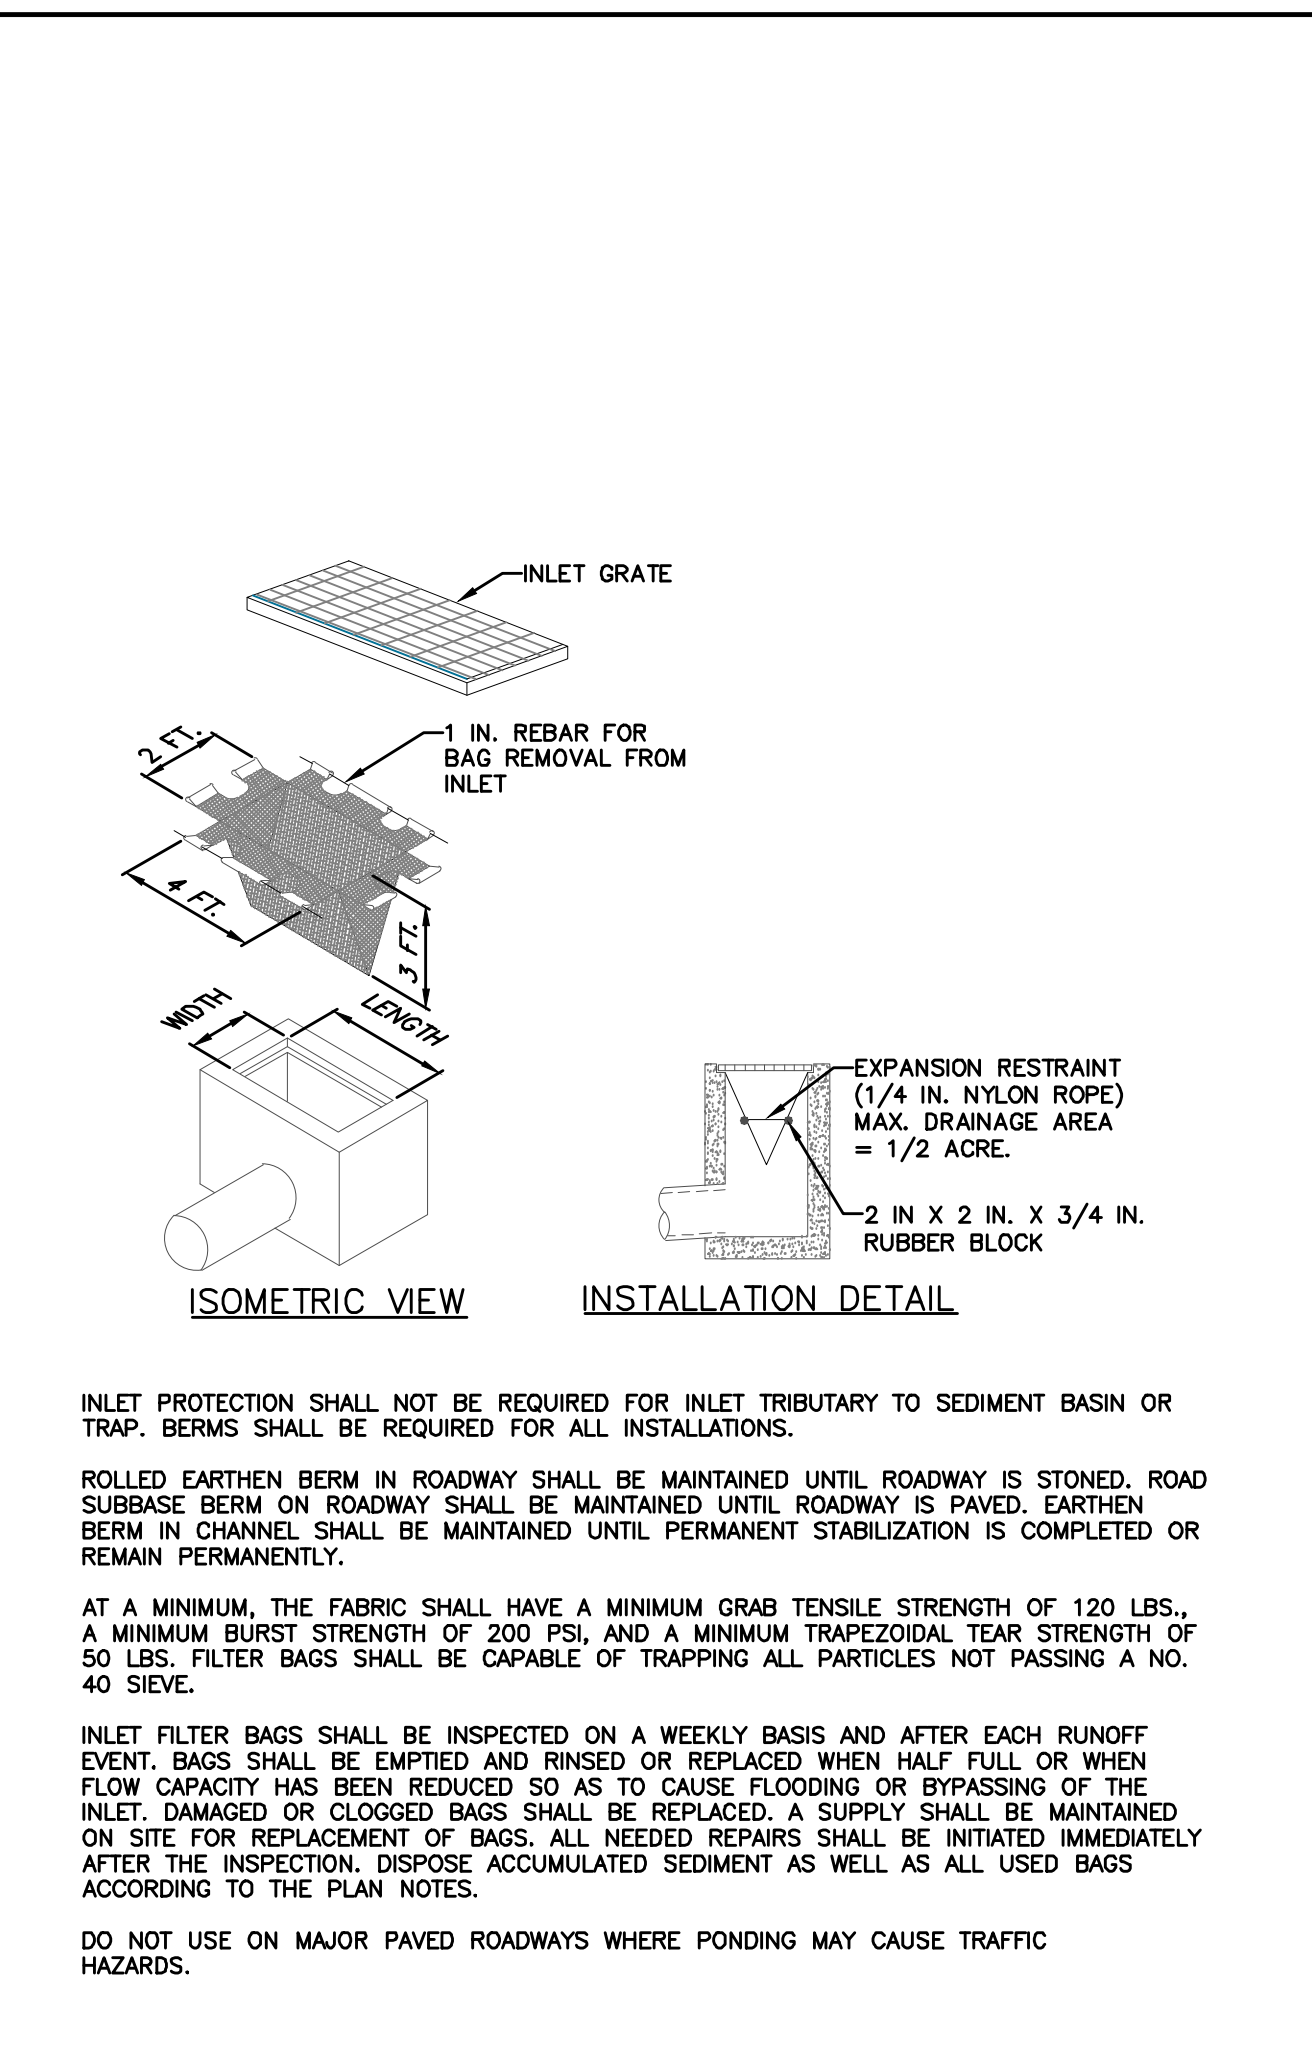 INLET GRATE
1 IN. REBAR FOR
BAG REMOVAL FROM
INLET
2 FT.
4 FT.
3 FT.
WIDTH
LENGTH
EXPANSION RESTRAINT
(1/4 IN. NYLON ROPE)
MAX. DRAINAGE AREA
= 1/2 ACRE.
2 IN X 2 IN. X 3/4 IN.
RUBBER BLOCK
ISOMETRIC VIEW
INSTALLATION DETAIL
INLET PROTECTION SHALL NOT BE REQUIRED FOR INLET TRIBUTARY TO SEDIMENT BASIN OR
TRAP. BERMS SHALL BE REQUIRED FOR ALL INSTALLATIONS.
ROLLED EARTHEN BERM IN ROADWAY SHALL BE MAINTAINED UNTIL ROADWAY IS STONED. ROAD
SUBBASE BERM ON ROADWAY SHALL BE MAINTAINED UNTIL ROADWAY IS PAVED. EARTHEN
BERM IN CHANNEL SHALL BE MAINTAINED UNTIL PERMANENT STABILIZATION IS COMPLETED OR
REMAIN PERMANENTLY.
AT A MINIMUM, THE FABRIC SHALL HAVE A MINIMUM GRAB TENSILE STRENGTH OF 120 LBS.,
A MINIMUM BURST STRENGTH OF 200 PSI, AND A MINIMUM TRAPEZOIDAL TEAR STRENGTH OF
50 LBS. FILTER BAGS SHALL BE CAPABLE OF TRAPPING ALL PARTICLES NOT PASSING A NO.
40 SIEVE.
INLET FILTER BAGS SHALL BE INSPECTED ON A WEEKLY BASIS AND AFTER EACH RUNOFF
EVENT. BAGS SHALL BE EMPTIED AND RINSED OR REPLACED WHEN HALF FULL OR WHEN
FLOW CAPACITY HAS BEEN REDUCED SO AS TO CAUSE FLOODING OR BYPASSING OF THE
INLET. DAMAGED OR CLOGGED BAGS SHALL BE REPLACED. A SUPPLY SHALL BE MAINTAINED
ON SITE FOR REPLACEMENT OF BAGS. ALL NEEDED REPAIRS SHALL BE INITIATED IMMEDIATELY
AFTER THE INSPECTION. DISPOSE ACCUMULATED SEDIMENT AS WELL AS ALL USED BAGS
ACCORDING TO THE PLAN NOTES.
DO NOT USE ON MAJOR PAVED ROADWAYS WHERE PONDING MAY CAUSE TRAFFIC
HAZARDS.